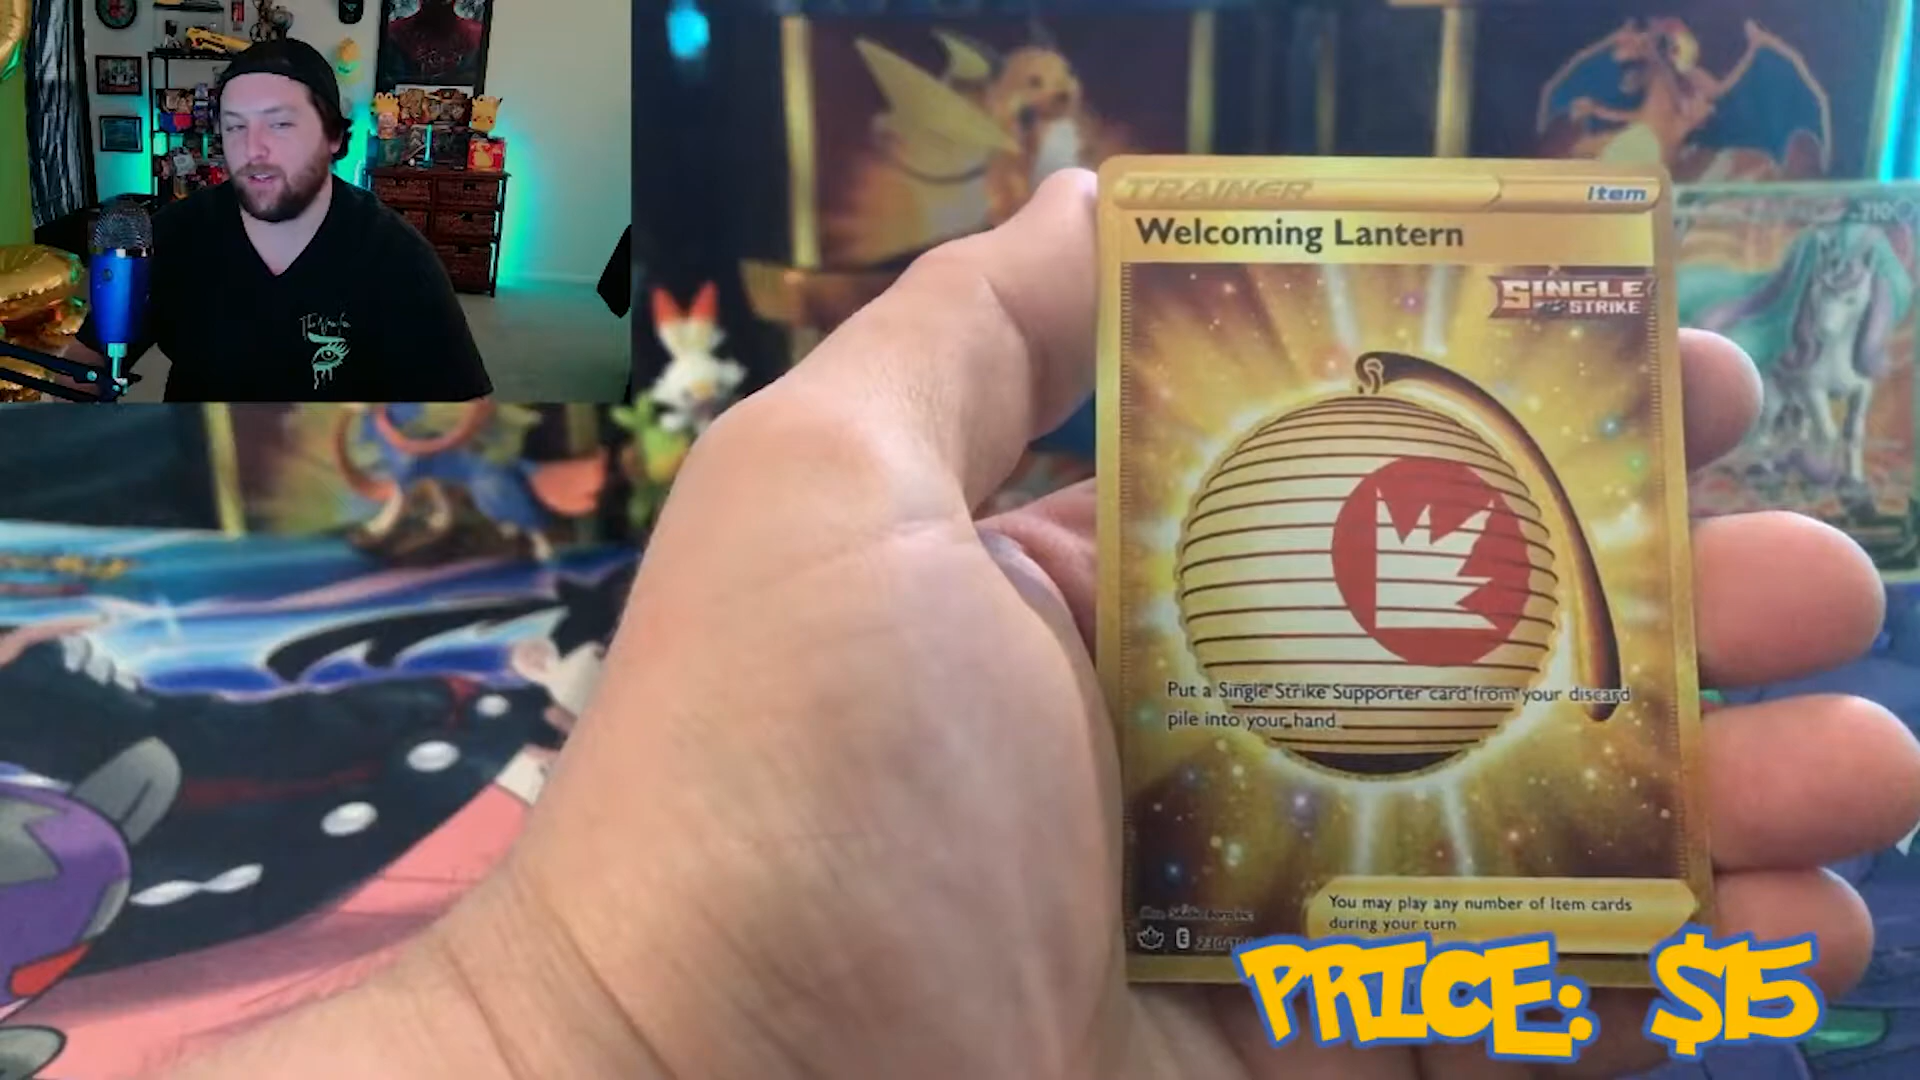 TRAINER
Item
Welcoming Lantern
SINGLE
STRIKE
Put a Single Strike Supporter card from your discard
pile into your hand.
You may play any number of Item cards
during your turn
E
PRICE: $15